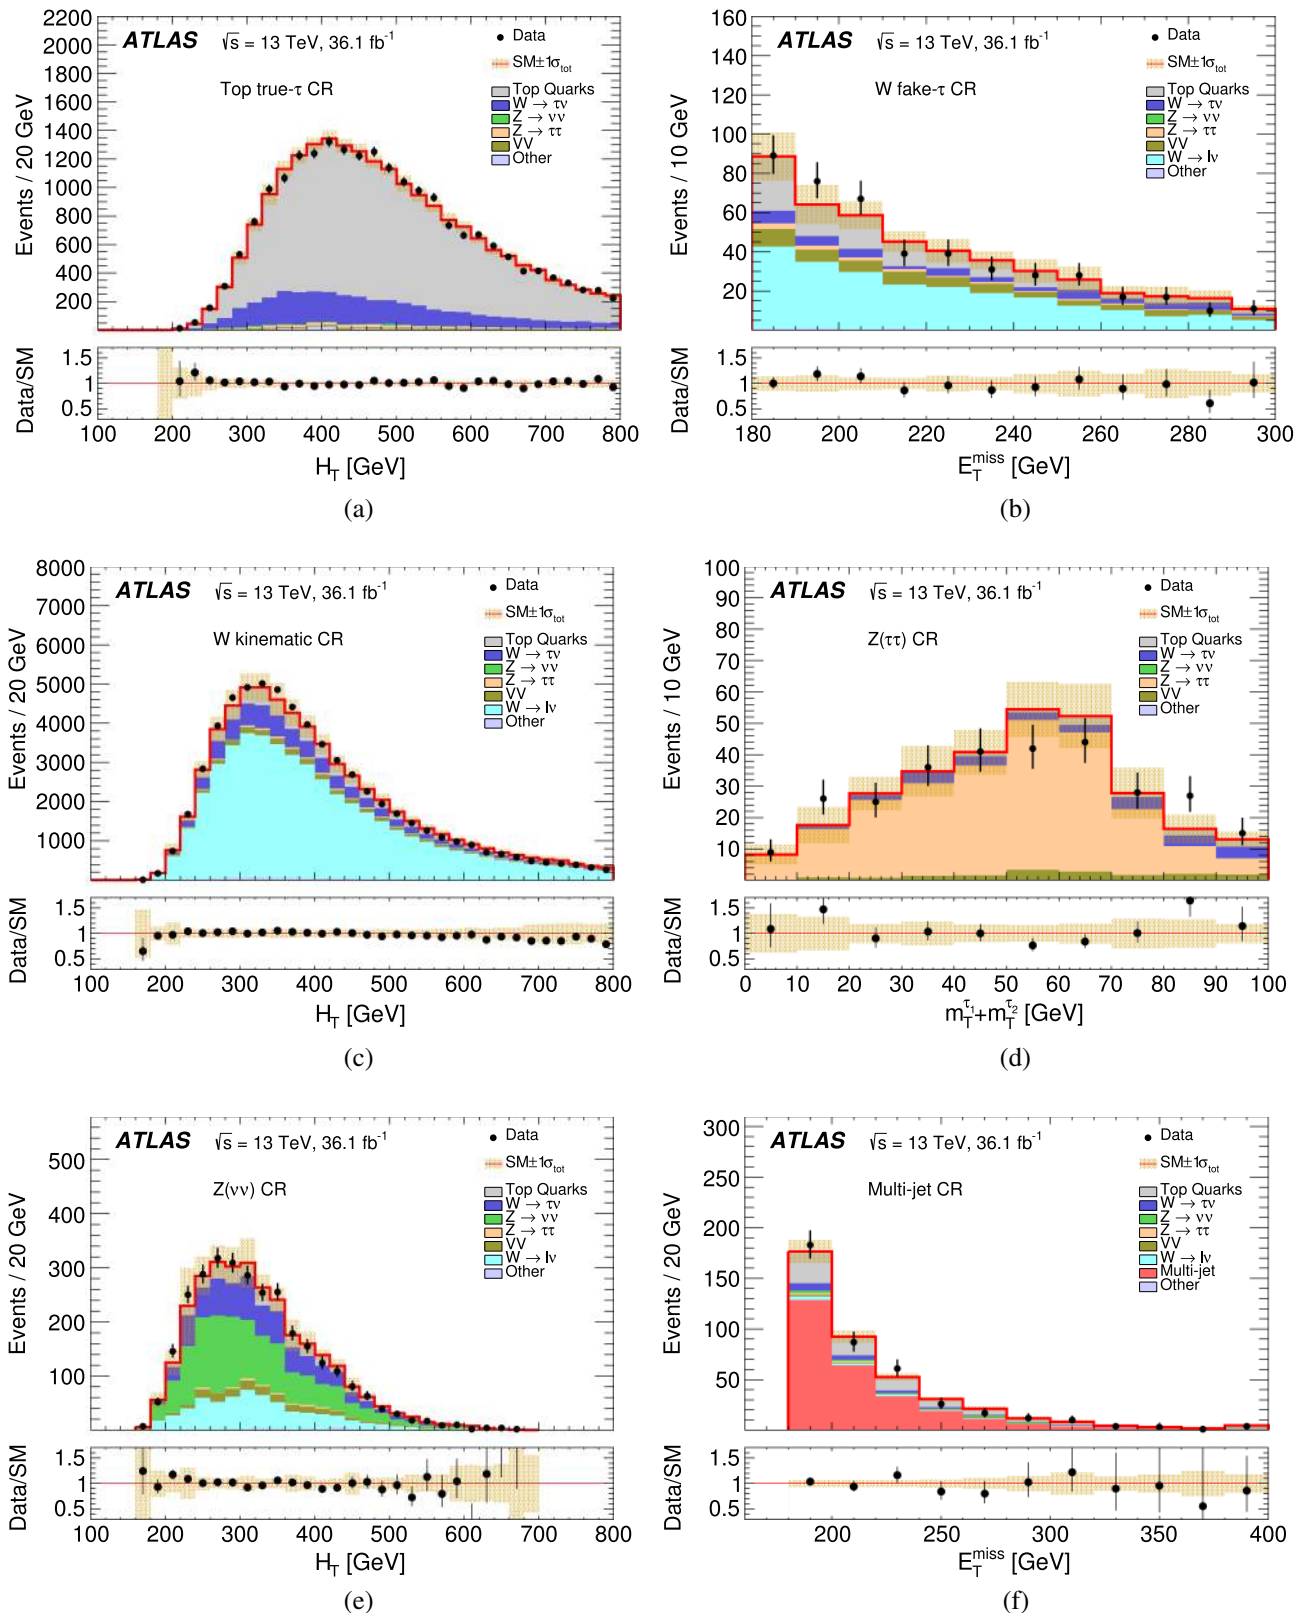 ATLAS √s = 13 TeV, 36.1 fb⁻¹
Top true-τ CR
Data
SM±1σtot
Top Quarks
W → τν
Z → νν
Z → ττ
VV
Other
Events / 20 GeV
2200
2000
1800
1600
1400
1200
1000
800
600
400
200
Data/SM
1.5
1
0.5
100 200 300 400 500 600 700 800
H_T [GeV]
(a)
ATLAS √s = 13 TeV, 36.1 fb⁻¹
W fake-τ CR
Data
SM±1σtot
Top Quarks
W → τν
Z → νν
Z → ττ
VV
W → lν
Other
Events / 10 GeV
160
140
120
100
80
60
40
20
Data/SM
1.5
1
0.5
180 200 220 240 260 280 300
E_T^miss [GeV]
(b)
ATLAS √s = 13 TeV, 36.1 fb⁻¹
W kinematic CR
Data
SM±1σtot
Top Quarks
W → τν
Z → νν
Z → ττ
VV
W → lν
Other
Events / 20 GeV
8000
7000
6000
5000
4000
3000
2000
1000
Data/SM
1.5
1
0.5
100 200 300 400 500 600 700 800
H_T [GeV]
(c)
ATLAS √s = 13 TeV, 36.1 fb⁻¹
Z(ττ) CR
Data
SM±1σtot
Top Quarks
W → τν
Z → νν
Z → ττ
VV
Other
Events / 10 GeV
100
90
80
70
60
50
40
30
20
10
Data/SM
1.5
1
0.5
0 10 20 30 40 50 60 70 80 90 100
m_T^τ₁+m_T^τ₂ [GeV]
(d)
ATLAS √s = 13 TeV, 36.1 fb⁻¹
Z(νν) CR
Data
SM±1σtot
Top Quarks
W → τν
Z → νν
Z → ττ
VV
W → lν
Other
Events / 20 GeV
500
400
300
200
100
Data/SM
1.5
1
0.5
100 200 300 400 500 600 700 800
H_T [GeV]
(e)
ATLAS √s = 13 TeV, 36.1 fb⁻¹
Multi-jet CR
Data
SM±1σtot
Top Quarks
W → τν
Z → νν
Z → ττ
VV
W → lν
Multi-jet
Other
Events / 20 GeV
300
250
200
150
100
50
Data/SM
1.5
1
0.5
200 250 300 350 400
E_T^miss [GeV]
(f)